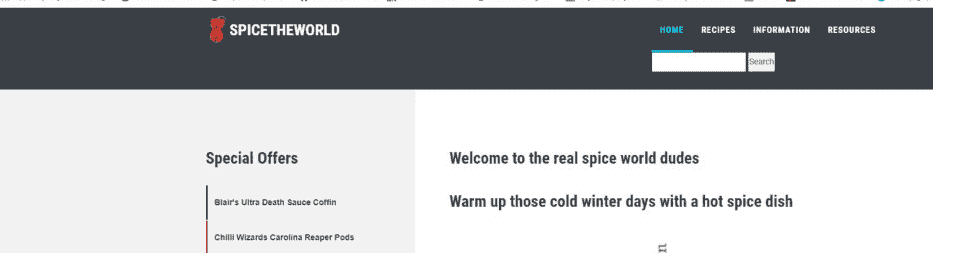 SPICETHEWORLD
HOME RECIPES INFORMATION RESOURCES
Search
Special Offers
Blair's Ultra Death Sauce Coffin
Chilli Wizards Carolina Reaper Pods
Welcome to the real spice world dudes
Warm up those cold winter days with a hot spice dish